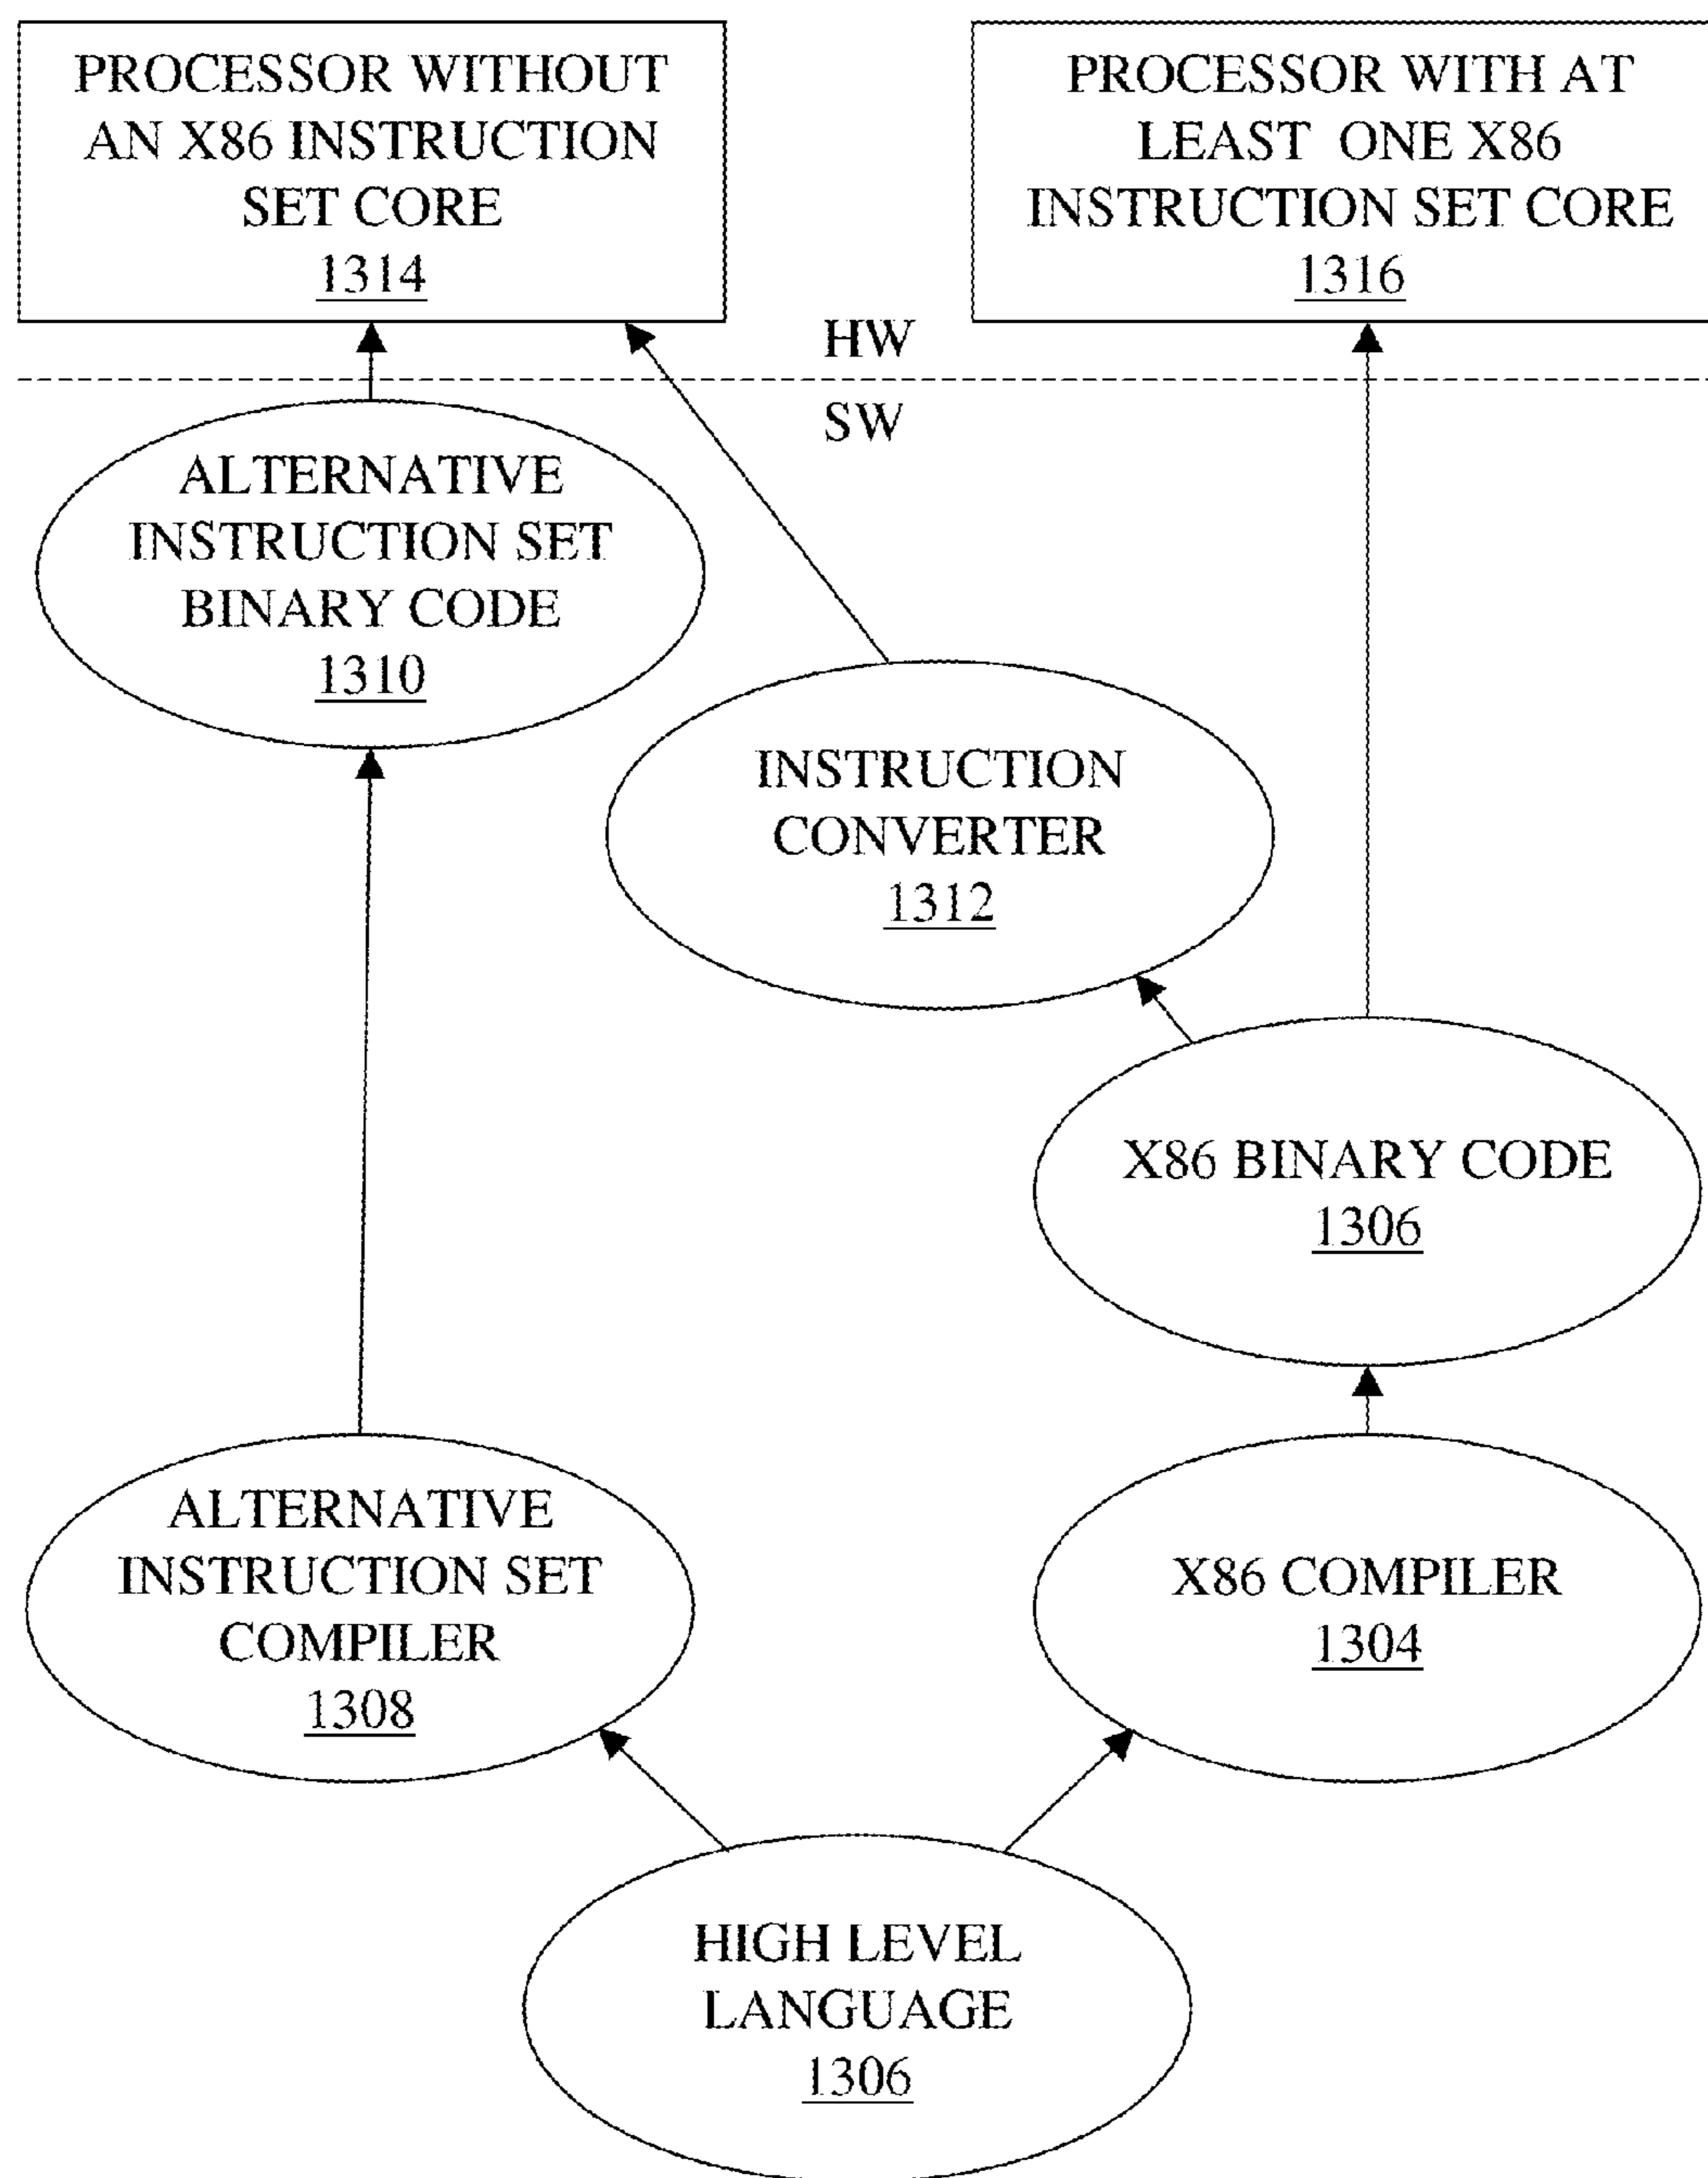 PROCESSOR WITHOUT
AN X86 INSTRUCTION
SET CORE
1314
PROCESSOR WITH AT
LEAST ONE X86
INSTRUCTION SET CORE
1316
HW
SW
ALTERNATIVE
INSTRUCTION SET
BINARY CODE
1310
INSTRUCTION
CONVERTER
1312
X86 BINARY CODE
1306
ALTERNATIVE
INSTRUCTION SET
COMPILER
1308
X86 COMPILER
1304
HIGH LEVEL
LANGUAGE
1306